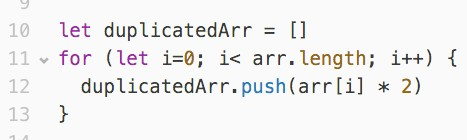 9
10 let duplicatedArr = []
11 for (let i=0; i< arr.length; i++) {
12 duplicatedArr.push(arr[i] * 2)
13 }